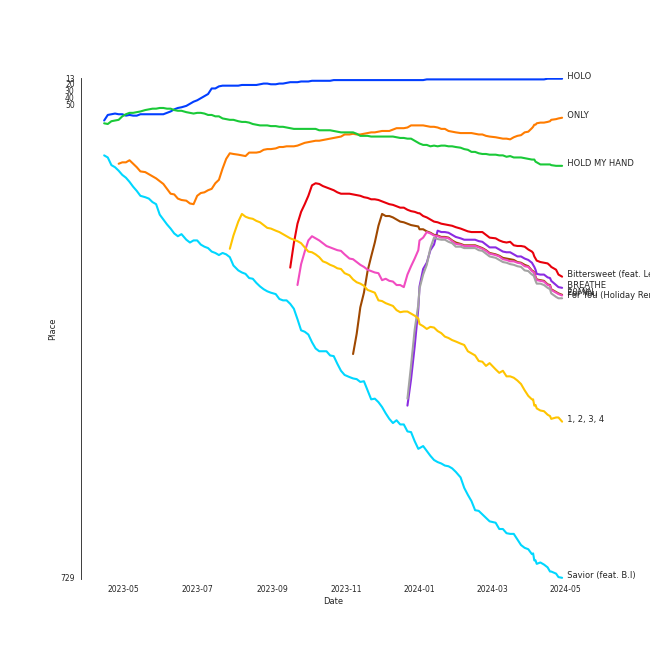 13
20
30
40
50
729
Place
2023-05
2023-07
2023-09
2023-11
2024-01
2024-03
2024-05
Date
HOLO
ONLY
HOLD MY HAND
Bittersweet (feat. Le
BREATHE
For You (Holiday Rem
1, 2, 3, 4
Savior (feat. B.I)